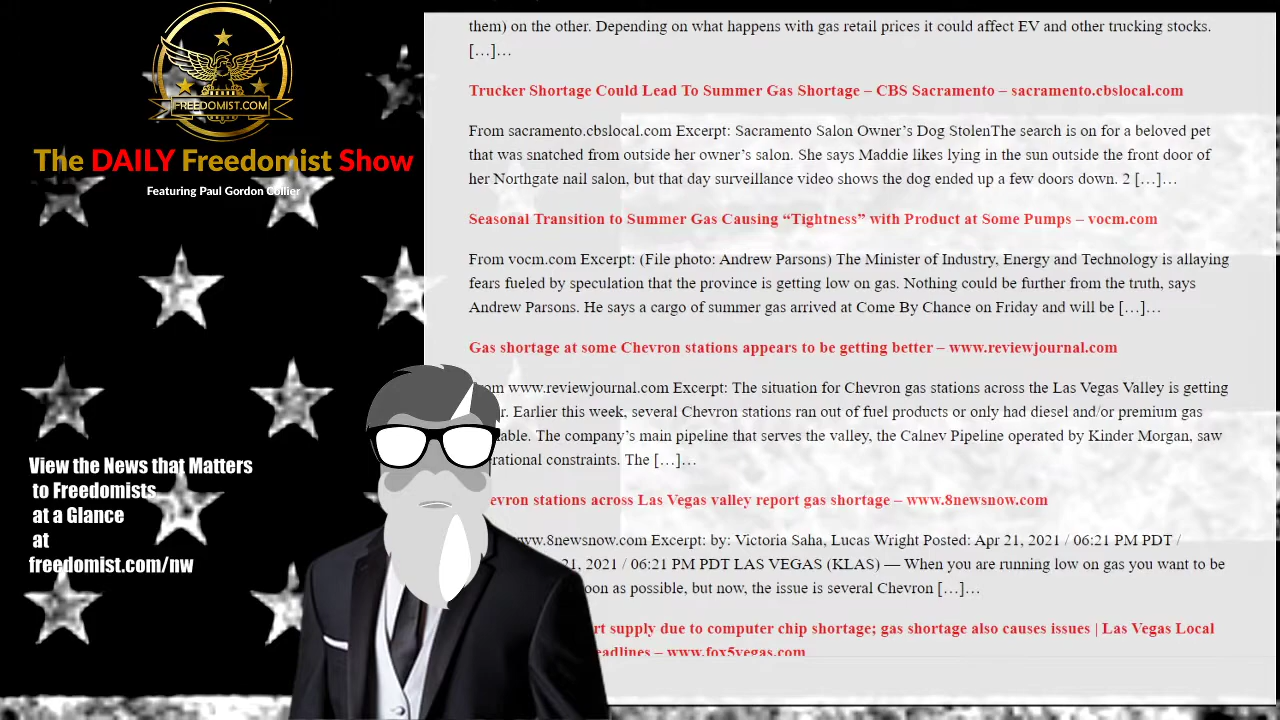 FREEDOMIST.COM
The DAILY Freedomist Show
Featuring Paul Gordon Collier
View the News that Matters
to Freedomists
at a Glance
at
freedomist.com/nw
them) on the other. Depending on what happens with gas retail prices it could affect EV and other trucking stocks.
[…]…
Trucker Shortage Could Lead To Summer Gas Shortage – CBS Sacramento – sacramento.cbslocal.com
From sacramento.cbslocal.com Excerpt: Sacramento Salon Owner’s Dog StolenThe search is on for a beloved pet
that was snatched from outside her owner’s salon. She says Maddie likes lying in the sun outside the front door of
her Northgate nail salon, but that day surveillance video shows the dog ended up a few doors down. 2 […]…
Seasonal Transition to Summer Gas Causing “Tightness” with Product at Some Pumps – vocm.com
From vocm.com Excerpt: (File photo: Andrew Parsons) The Minister of Industry, Energy and Technology is allaying
fears fueled by speculation that the province is getting low on gas. Nothing could be further from the truth, says
Andrew Parsons. He says a cargo of summer gas arrived at Come By Chance on Friday and will be […]…
Gas shortage at some Chevron stations appears to be getting better – www.reviewjournal.com
www.reviewjournal.com Excerpt: The situation for Chevron gas stations across the Las Vegas Valley is getting
Earlier this week, several Chevron stations ran out of fuel products or only had diesel and/or premium gas
The company’s main pipeline that serves the valley, the Calnev Pipeline operated by Kinder Morgan, saw
constraints. The […]…
stations across Las Vegas valley report gas shortage – www.8newsnow.com
www.8newsnow.com Excerpt: by: Victoria Saha, Lucas Wright Posted: Apr 21, 2021 / 06:21 PM PDT /
21, 2021 / 06:21 PM PDT LAS VEGAS (KLAS) — When you are running low on gas you want to be
as possible, but now, the issue is several Chevron […]…
supply due to computer chip shortage; gas shortage also causes issues | Las Vegas Local
– www.fox5vegas.com